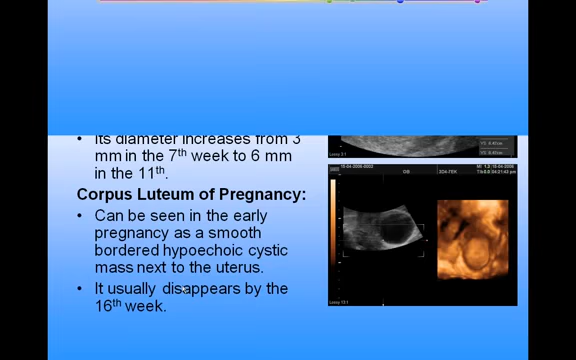 • Its diameter increases from 3
mm in the 7th week to 6 mm
in the 11th.
Corpus Luteum of Pregnancy:
• Can be seen in the early
pregnancy as a smooth
bordered hypoechoic cystic
mass next to the uterus.
• It usually disappears by the
16th week.